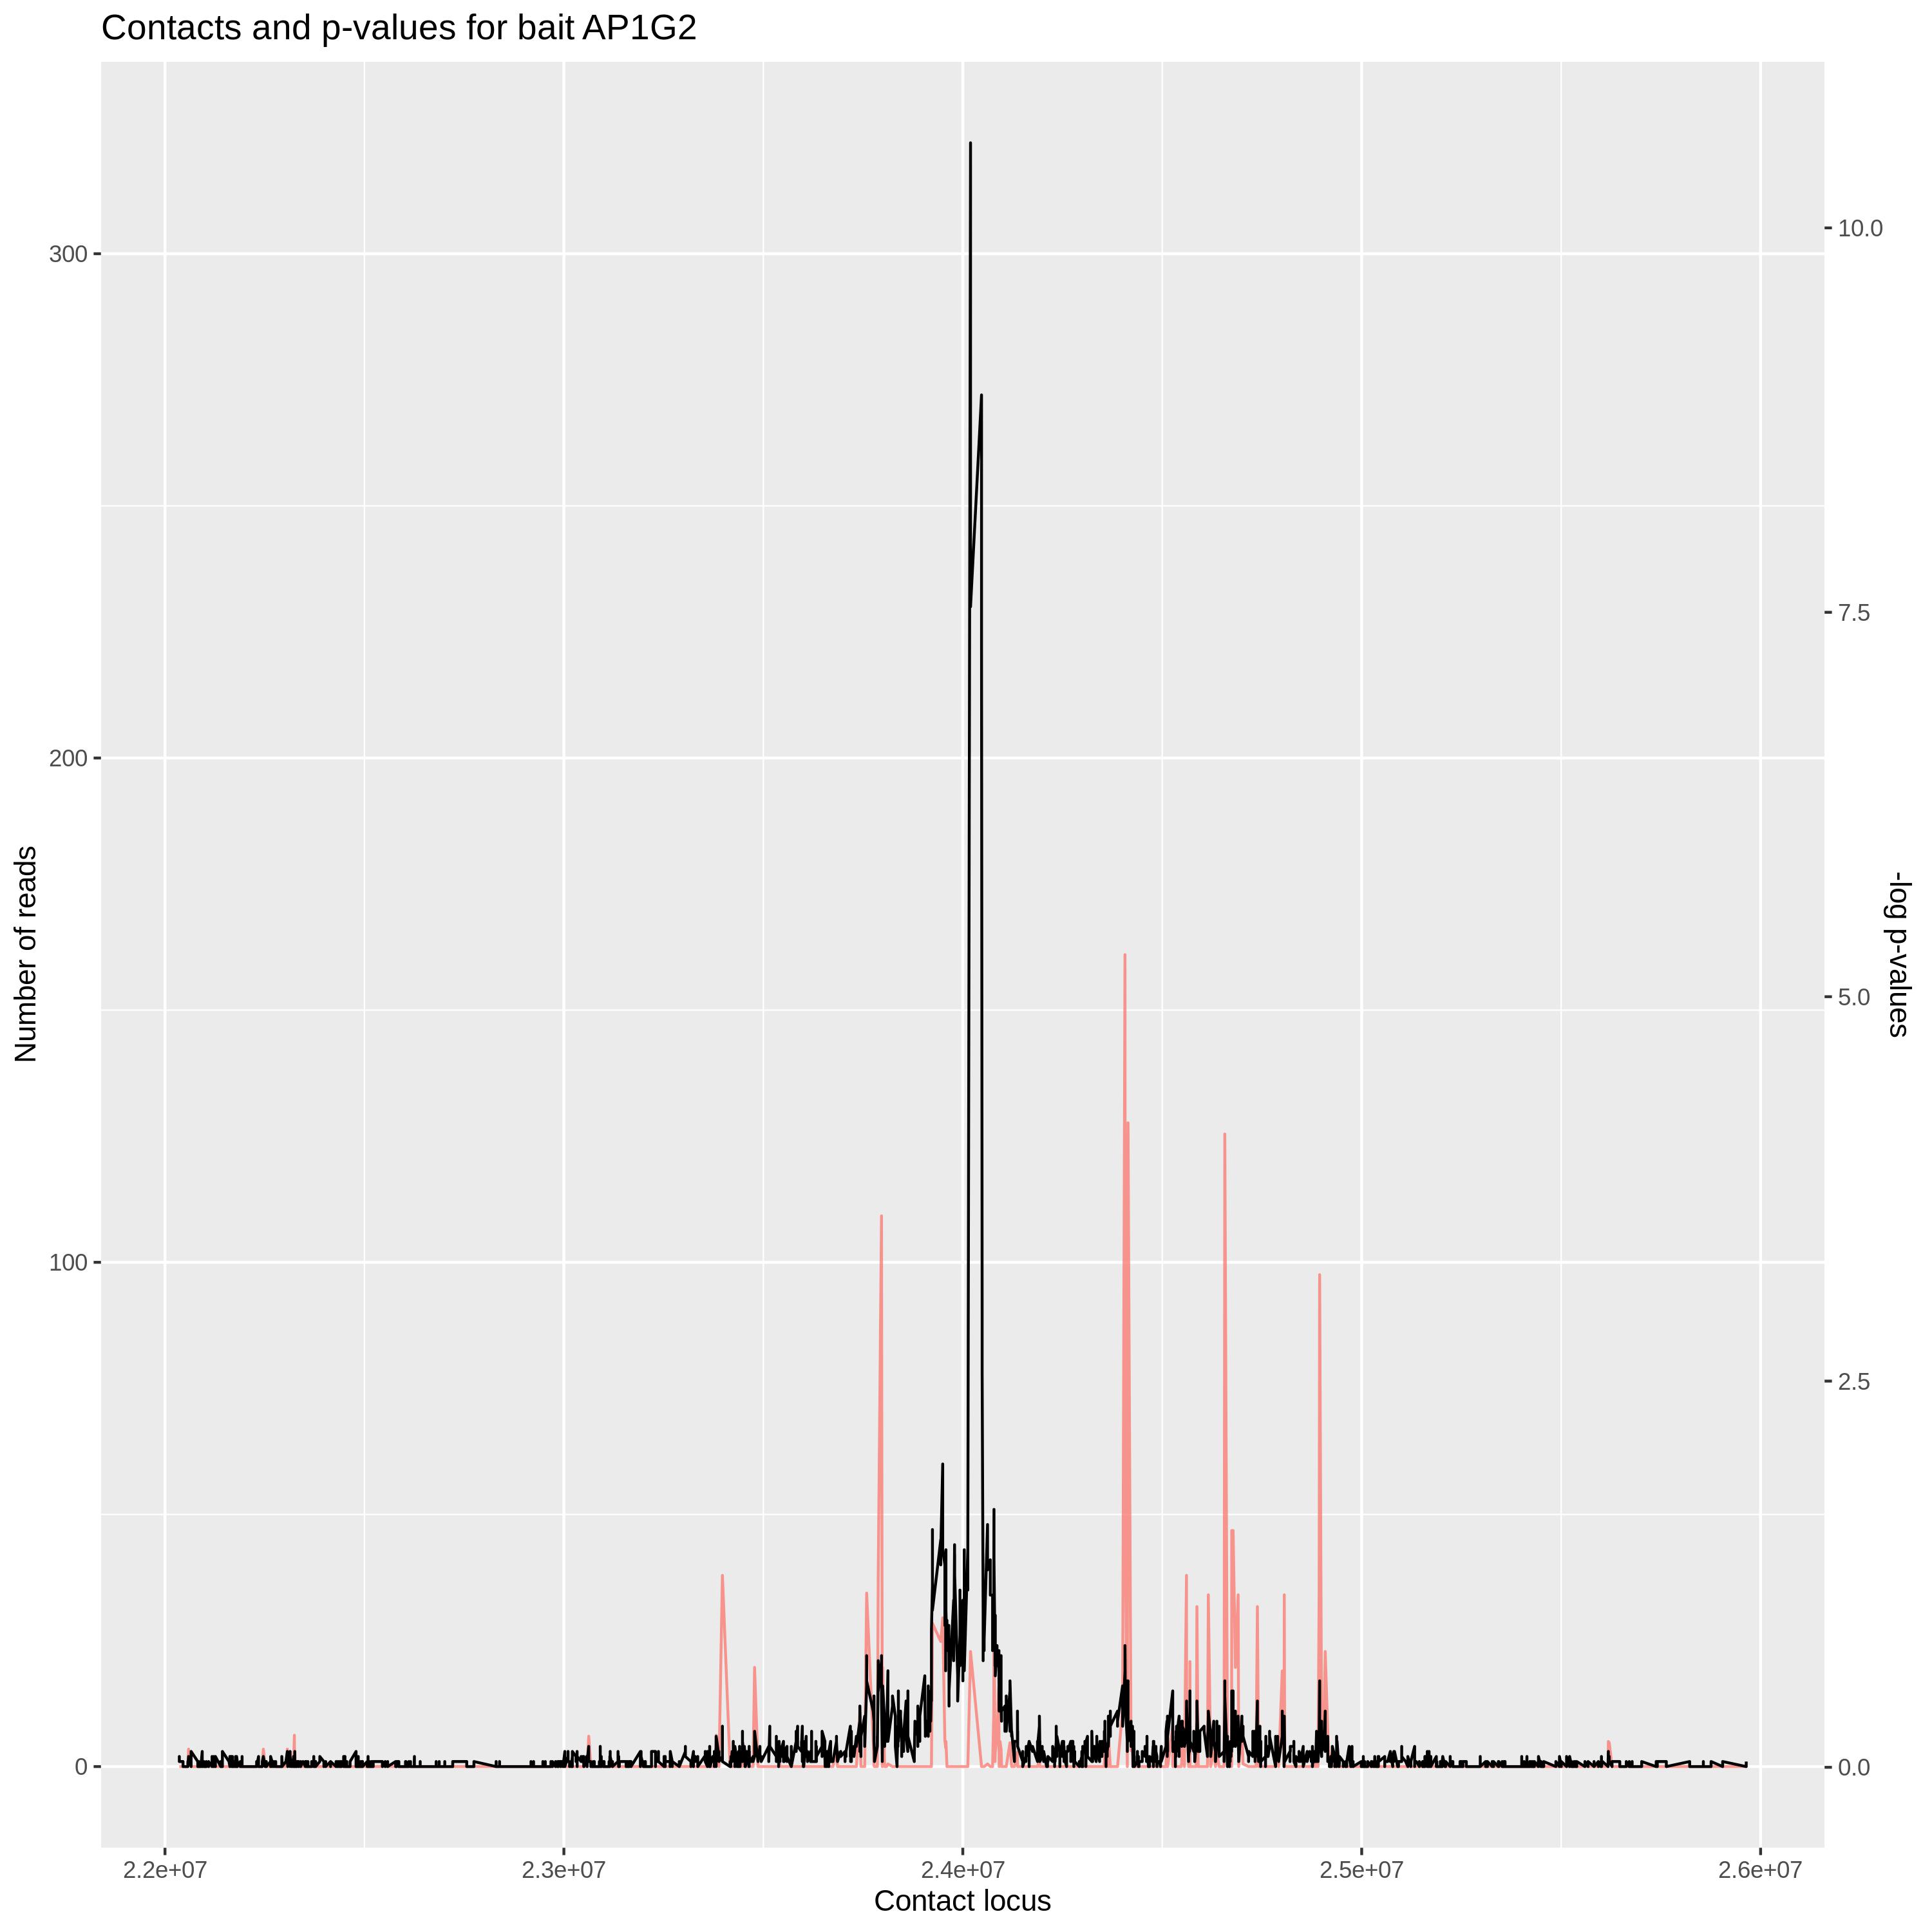 Contacts and p-values for bait AP1G2
300
200
100
0
10.0
7.5
5.0
2.5
0.0
Number of reads
-log p-values
2.2e+07
2.3e+07
2.4e+07
2.5e+07
2.6e+07
Contact locus